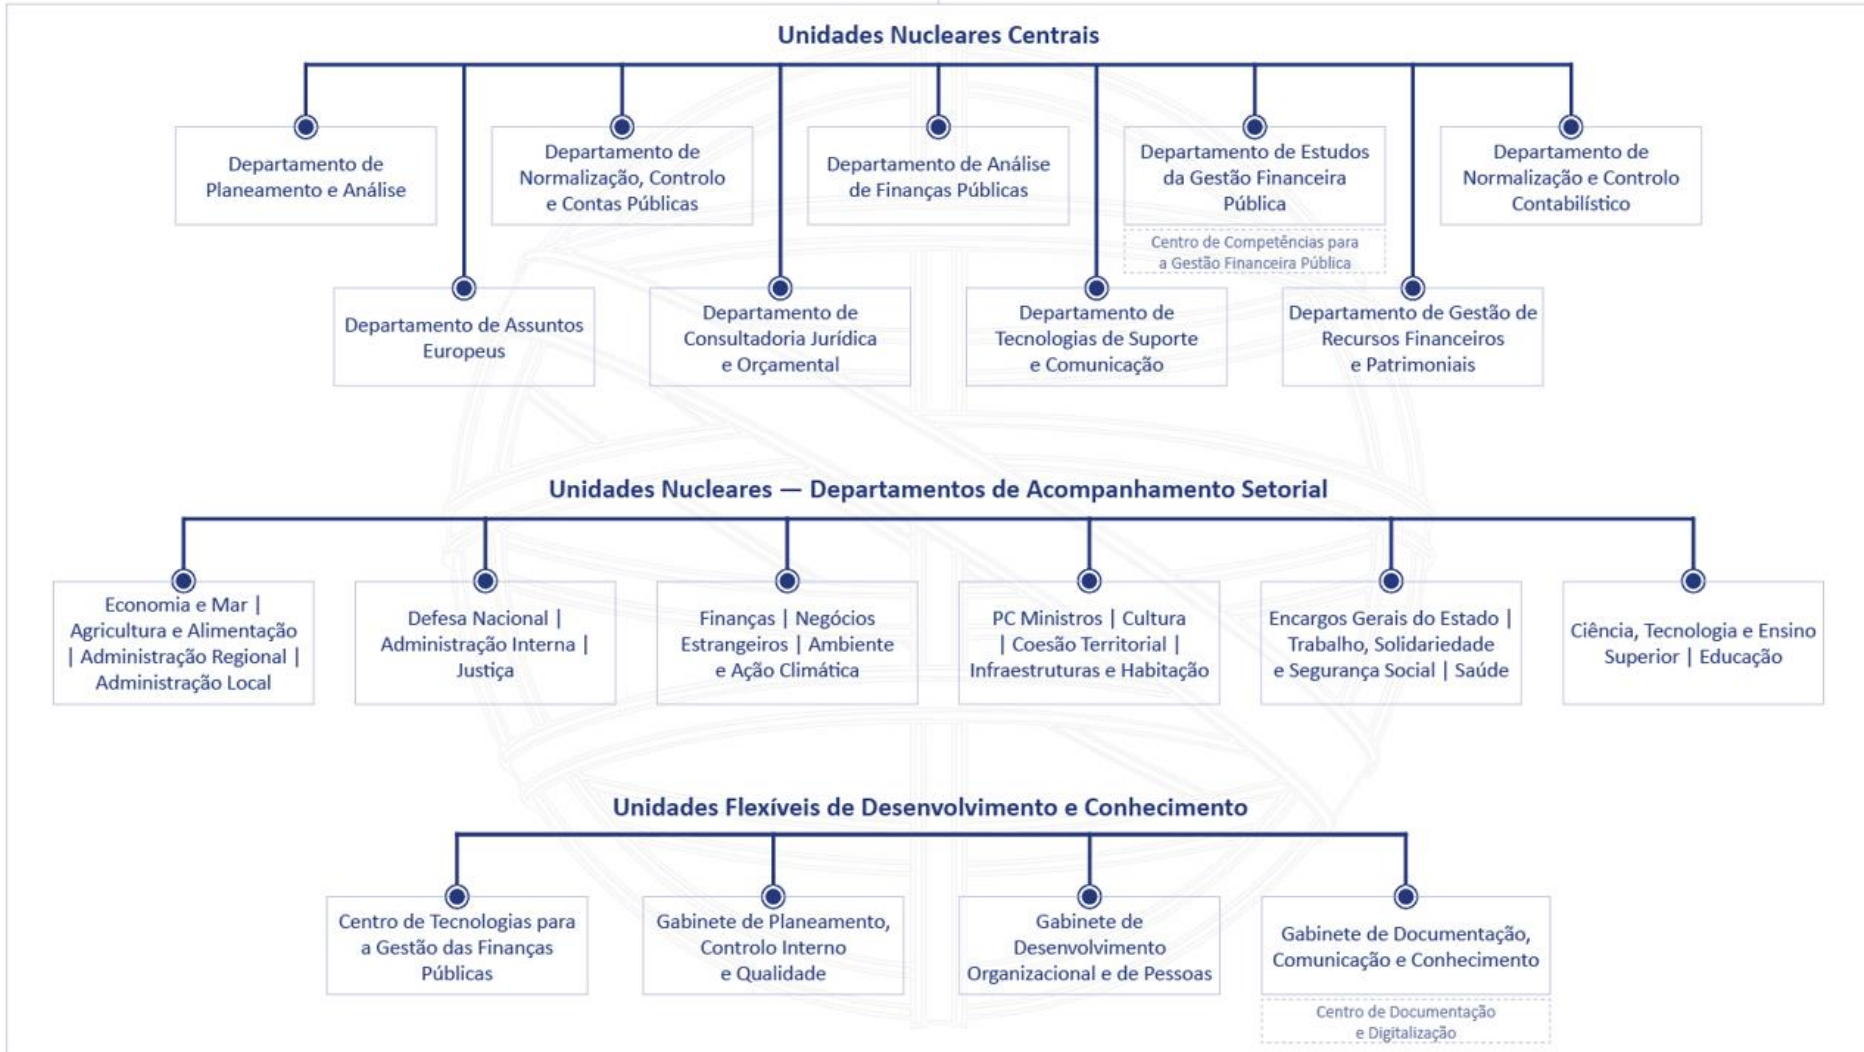 Unidades Nucleares Centrais
Departamento de
Planeamento e Análise
Departamento de
Normalização, Controlo
e Contas Públicas
Departamento de Análise
de Finanças Públicas
Departamento de Estudos
da Gestão Financeira
Pública
Centro de Competências para
a Gestão Financeira Pública
Departamento de
Normalização e Controlo
Contabilístico
Departamento de Assuntos
Europeus
Departamento de
Consultadoria Jurídica
e Orçamental
Departamento de
Tecnologias de Suporte
e Comunicação
Departamento de Gestão de
Recursos Financeiros
e Patrimoniais
Unidades Nucleares — Departamentos de Acompanhamento Setorial
Economia e Mar |
Agricultura e Alimentação
| Administração Regional |
Administração Local
Defesa Nacional |
Administração Interna |
Justiça
Finanças | Negócios
Estrangeiros | Ambiente
e Ação Climática
PC Ministros | Cultura
| Coesão Territorial |
Infraestruturas e Habitação
Encargos Gerais do Estado |
Trabalho, Solidariedade
e Segurança Social | Saúde
Ciência, Tecnologia e Ensino
Superior | Educação
Unidades Flexíveis de Desenvolvimento e Conhecimento
Centro de Tecnologias para
a Gestão das Finanças
Públicas
Gabinete de Planeamento,
Controlo Interno
e Qualidade
Gabinete de
Desenvolvimento
Organizacional e de Pessoas
Gabinete de Documentação,
Comunicação e Conhecimento
Centro de Documentação
e Digitalização